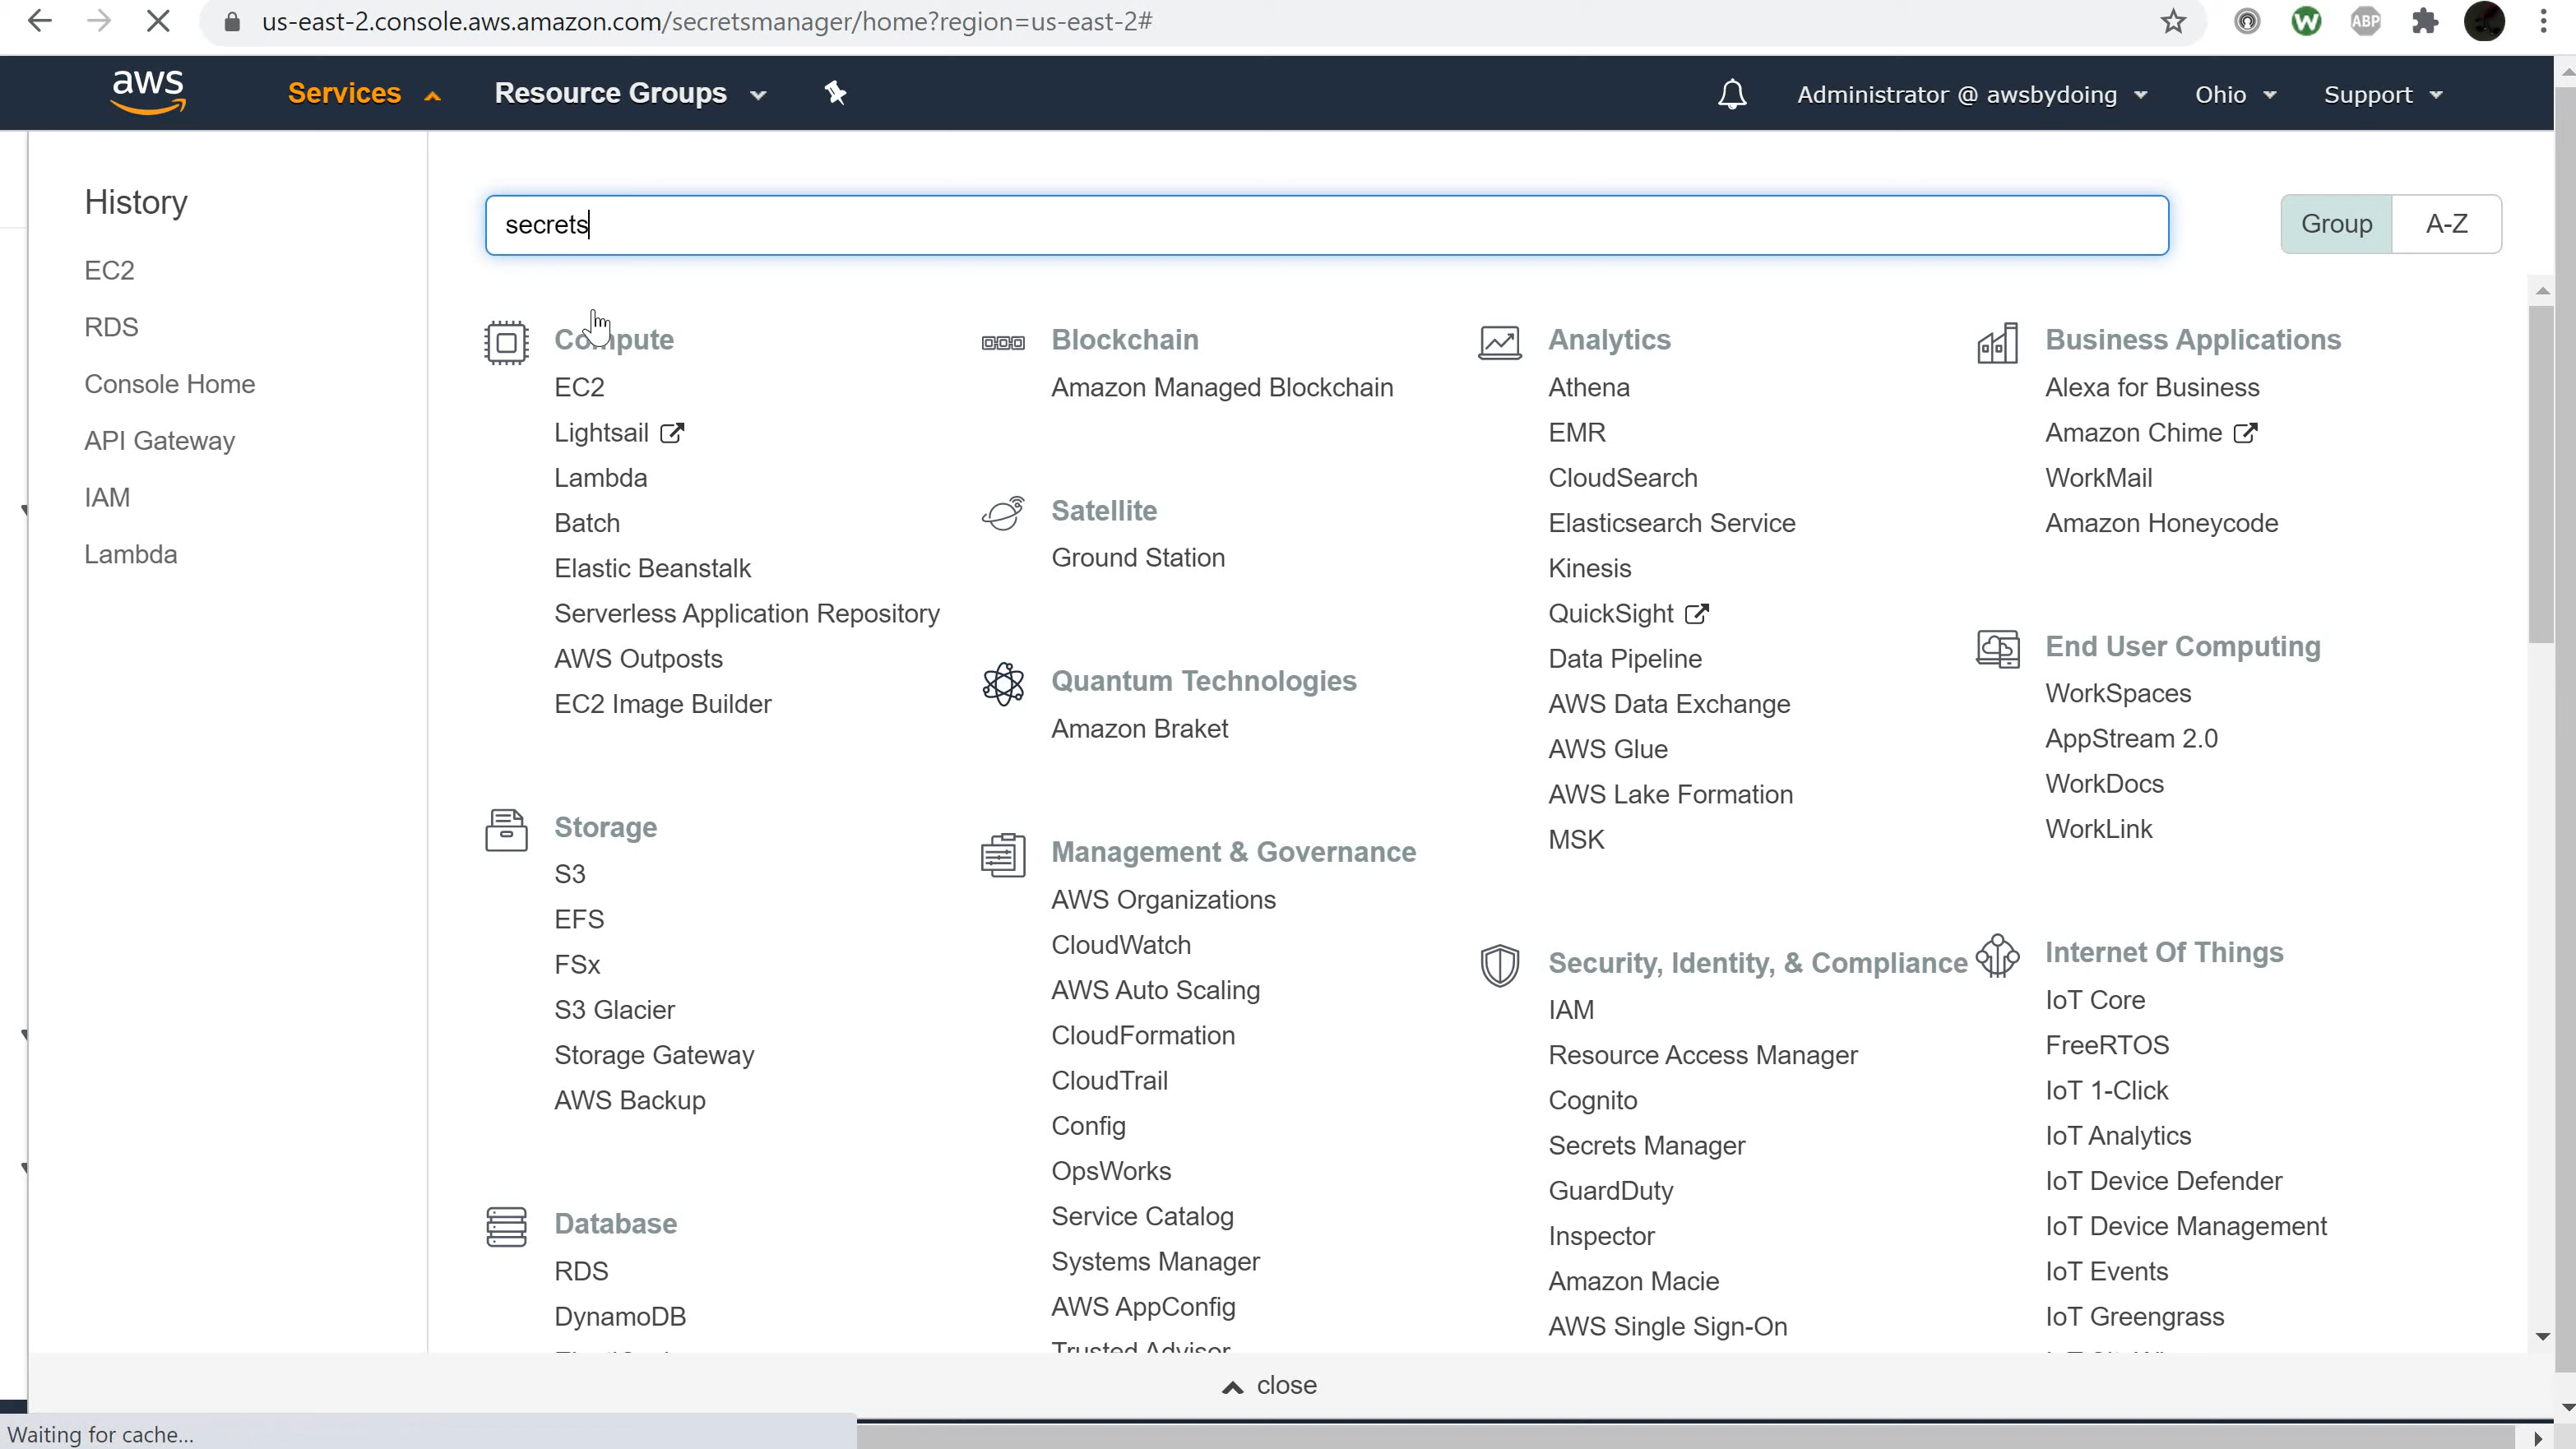 us-east-2.console.aws.amazon.com/secretsmanager/home?region=us-east-2#
W
ABP
aws
Services
Resource Groups
Administrator @ awsbydoing
Ohio
Support
History
EC2
RDS
Console Home
API Gateway
IAM
Lambda
secrets
Group
A-Z
Compute
EC2
Lightsail
Lambda
Batch
Elastic Beanstalk
Serverless Application Repository
AWS Outposts
EC2 Image Builder
Storage
S3
EFS
FSx
S3 Glacier
Storage Gateway
AWS Backup
Database
RDS
DynamoDB
Blockchain
Amazon Managed Blockchain
Satellite
Ground Station
Quantum Technologies
Amazon Braket
Management & Governance
AWS Organizations
CloudWatch
AWS Auto Scaling
CloudFormation
CloudTrail
Config
OpsWorks
Service Catalog
Systems Manager
AWS AppConfig
Trusted Advisor
Analytics
Athena
EMR
CloudSearch
Elasticsearch Service
Kinesis
QuickSight
Data Pipeline
AWS Data Exchange
AWS Glue
AWS Lake Formation
MSK
Security, Identity, & Compliance
IAM
Resource Access Manager
Cognito
Secrets Manager
GuardDuty
Inspector
Amazon Macie
AWS Single Sign-On
Business Applications
Alexa for Business
Amazon Chime
WorkMail
Amazon Honeycode
End User Computing
WorkSpaces
AppStream 2.0
WorkDocs
WorkLink
Internet Of Things
IoT Core
FreeRTOS
IoT 1-Click
IoT Analytics
IoT Device Defender
IoT Device Management
IoT Events
IoT Greengrass
close
Waiting for cache...